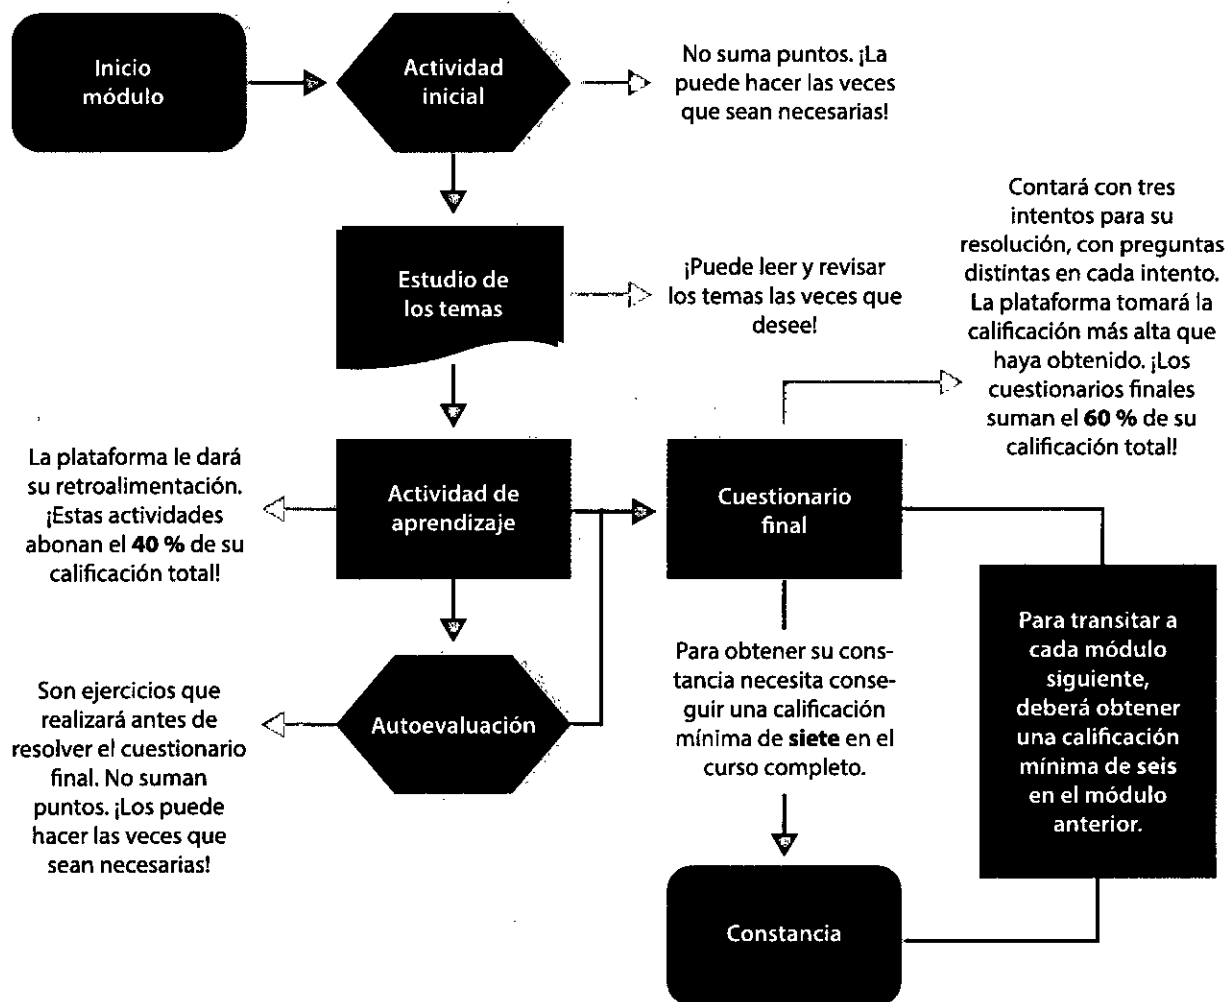 Inicio
módulo
Actividad
inicial
No suma puntos. ¡La
puede hacer las veces
que sean necesarias!
Estudio de
los temas
¡Puede leer y revisar
los temas las veces que
desee!
Contará con tres
intentos para su
resolución, con preguntas
distintas en cada intento.
La plataforma tomará la
calificación más alta que
haya obtenido. ¡Los
cuestionarios finales
suman el 60 % de su
calificación total!
La plataforma le dará
su retroalimentación.
¡Estas actividades
abonan el 40 % de su
calificación total!
Actividad de
aprendizaje
Cuestionario
final
Son ejercicios que
realizará antes de
resolver el cuestionario
final. No suman
puntos. ¡Los puede
hacer las veces que
sean necesarias!
Autoevaluación
Para obtener su cons-
tancia necesita conse-
guir una calificación
mínima de siete en el
curso completo.
Para transitar a
cada módulo
siguiente,
deberá obtener
una calificación
mínima de seis
en el módulo
anterior.
Constancia